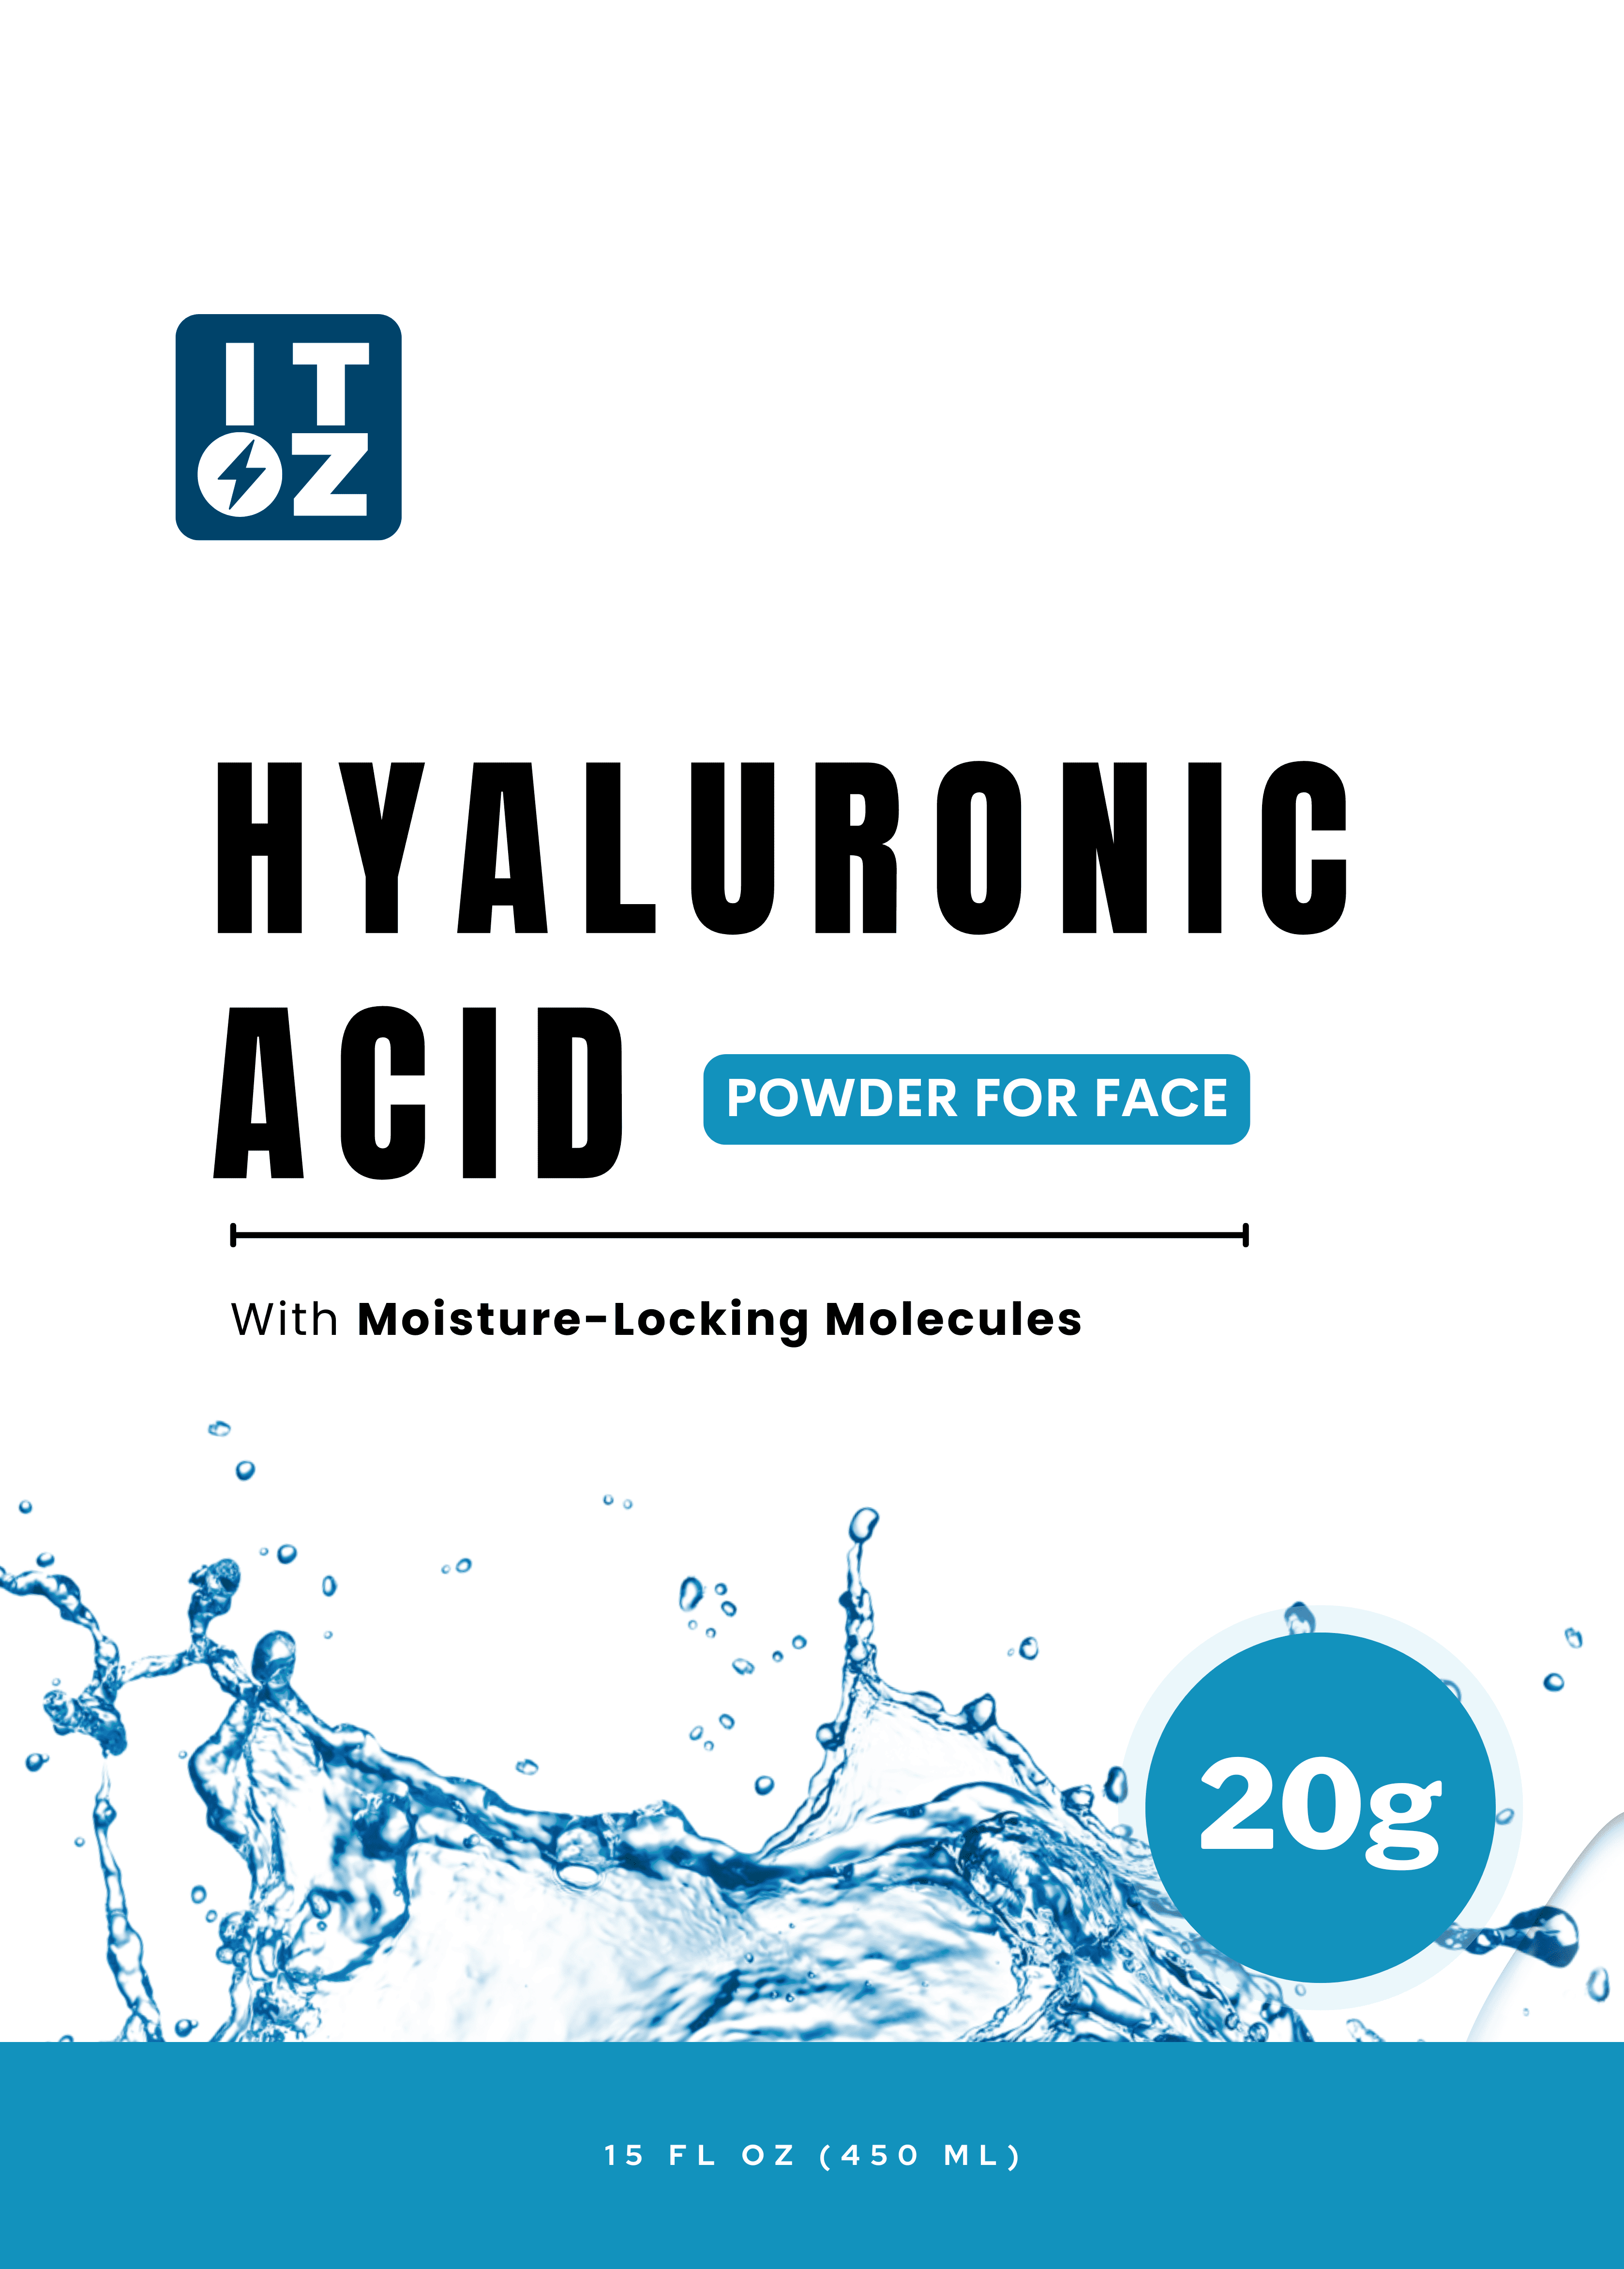 IT
OZ
HYALURONIC
ACID POWDER FOR FACE
With Moisture-Locking Molecules
20g
15 FL OZ (450 ML)